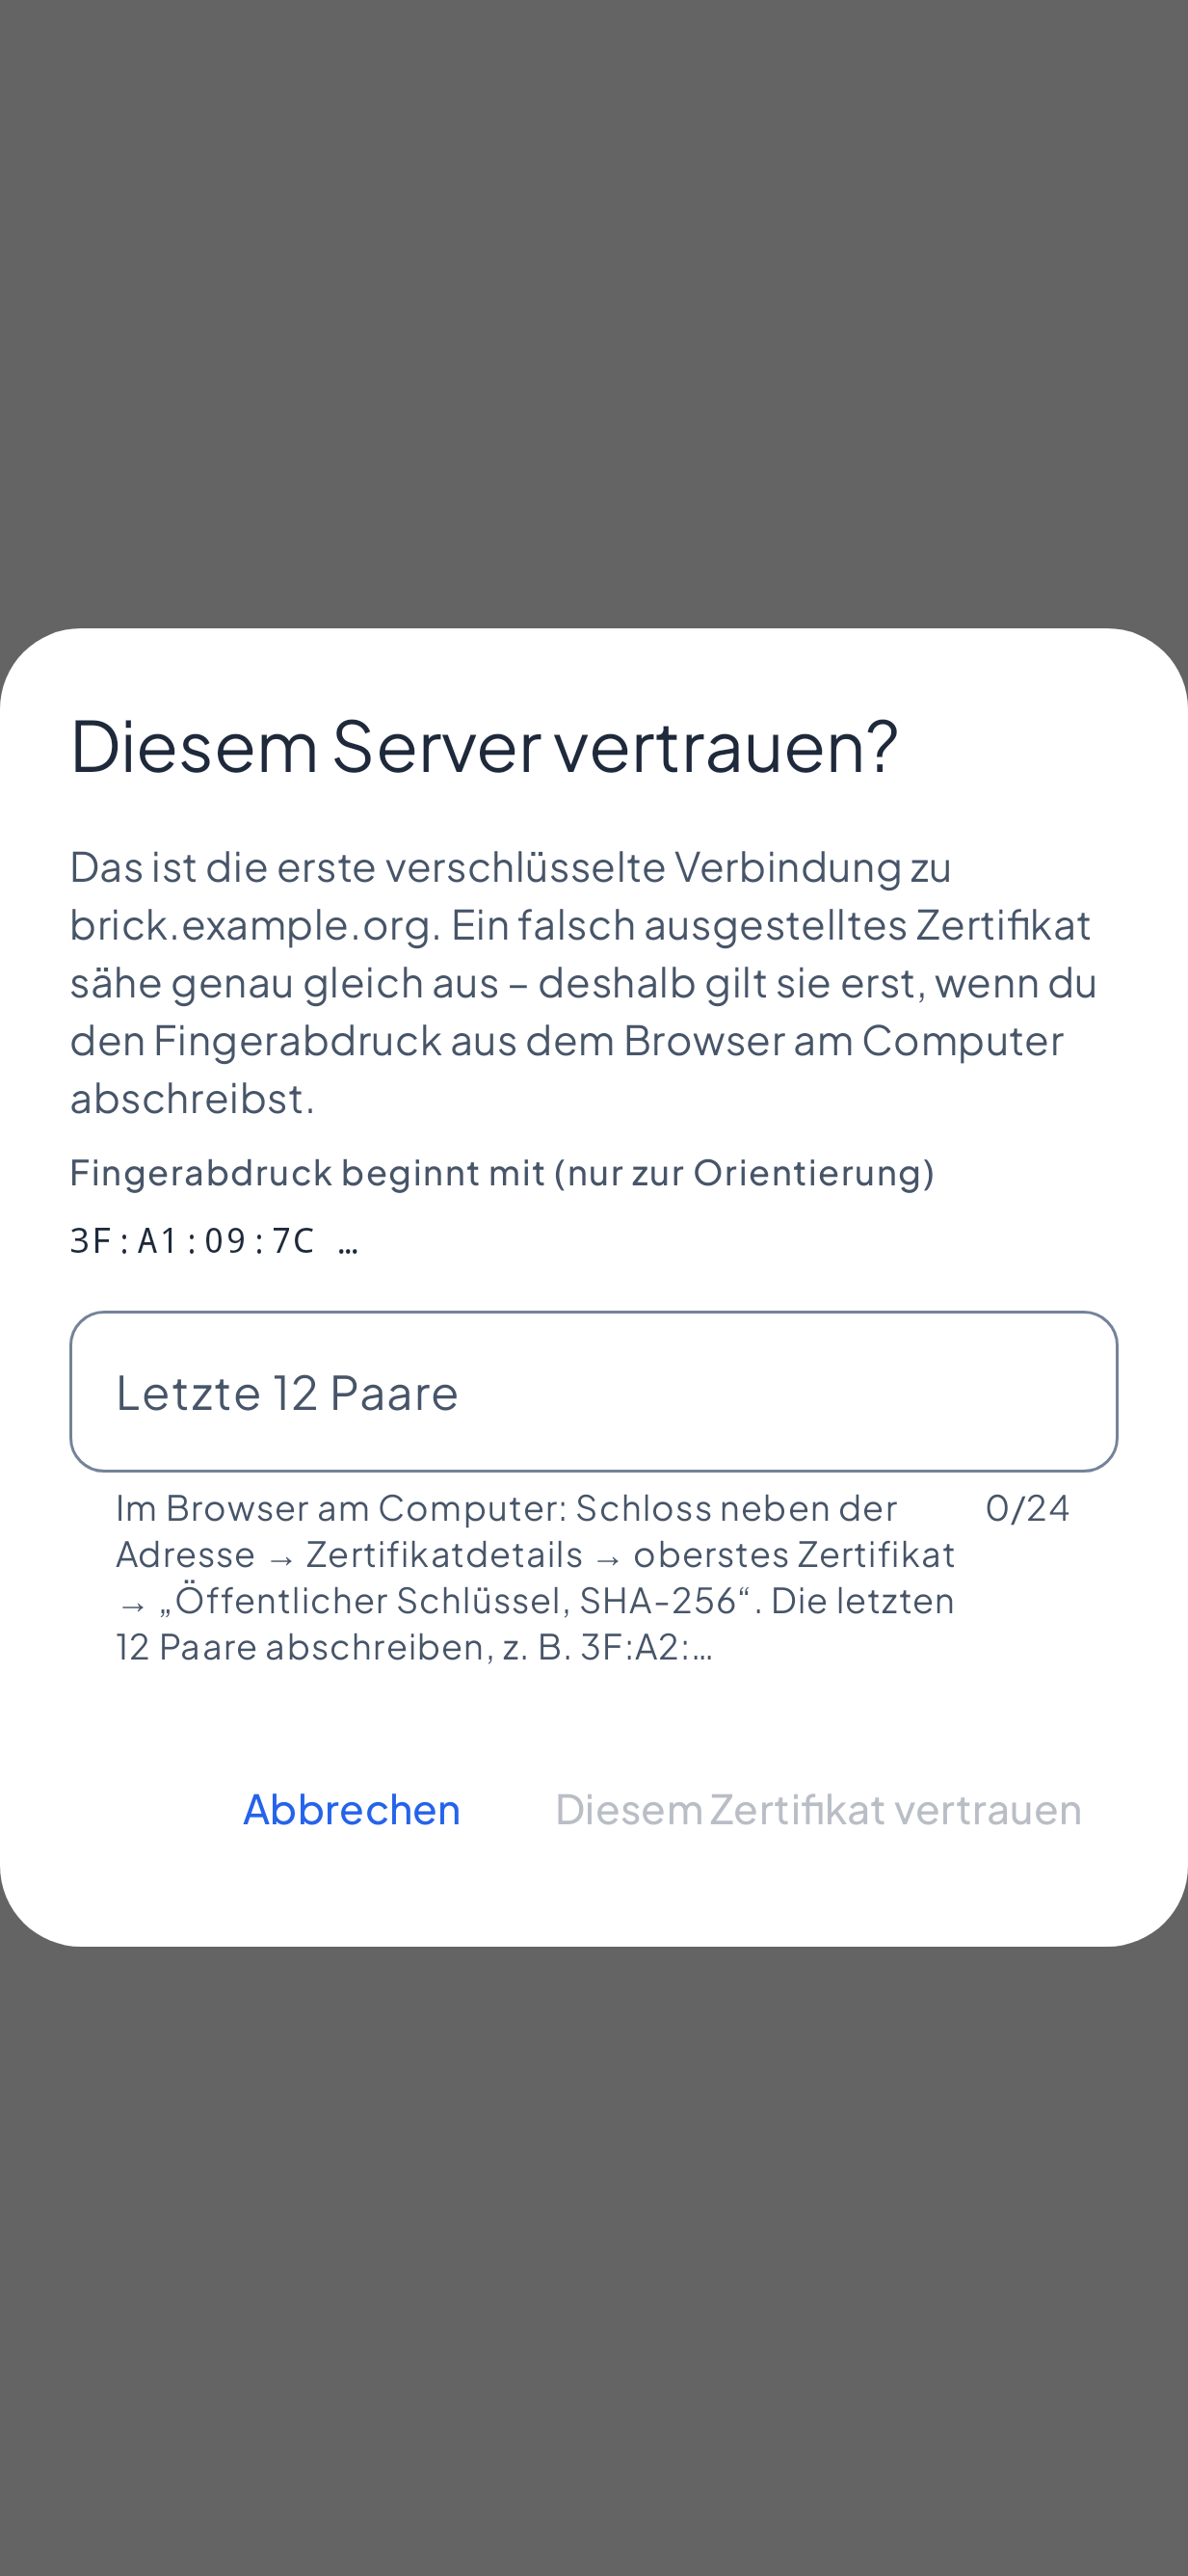 Diesem Server vertrauen?
Das ist die erste verschlüsselte Verbindung zu
brick.example.org. Ein falsch ausgestelltes Zertifikat
sähe genau gleich aus – deshalb gilt sie erst, wenn du
den Fingerabdruck aus dem Browser am Computer
abschreibst.
Fingerabdruck beginnt mit (nur zur Orientierung)
3F:A1:09:7C …
Letzte 12 Paare
Im Browser am Computer: Schloss neben der 0/24
Adresse → Zertifikatdetails → oberstes Zertifikat
→ „Öffentlicher Schlüssel, SHA-256“. Die letzten
12 Paare abschreiben, z. B. 3F:A2:…
Abbrechen Diesem Zertifikat vertrauen